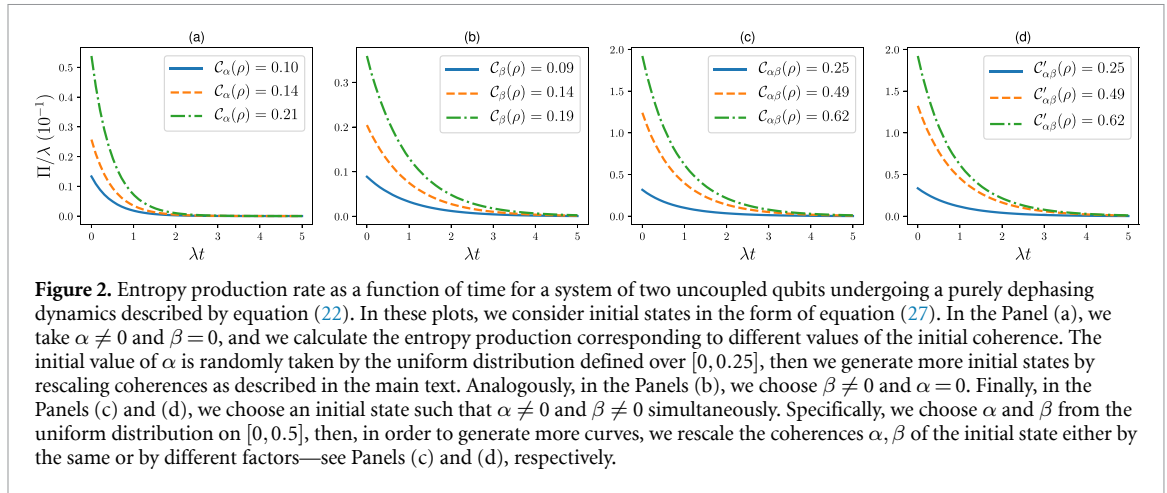 (a) (b) (c) (d)
0.5 0.4 0.3 0.2 0.1 0.0
Π/λ (10⁻¹)
𝒞α(ρ) = 0.10
𝒞α(ρ) = 0.14
𝒞α(ρ) = 0.21
0 1 2 3 4 5
λt
0.3 0.2 0.1 0.0
𝒞β(ρ) = 0.09
𝒞β(ρ) = 0.14
𝒞β(ρ) = 0.19
0 1 2 3 4 5
λt
2.0 1.5 1.0 0.5 0.0
𝒞αβ(ρ) = 0.25
𝒞αβ(ρ) = 0.49
𝒞αβ(ρ) = 0.62
0 1 2 3 4 5
λt
2.0 1.5 1.0 0.5 0.0
𝒞′αβ(ρ) = 0.25
𝒞′αβ(ρ) = 0.49
𝒞′αβ(ρ) = 0.62
0 1 2 3 4 5
λt
Figure 2. Entropy production rate as a function of time for a system of two uncoupled qubits undergoing a purely dephasing
dynamics described by equation (22). In these plots, we consider initial states in the form of equation (27). In the Panel (a), we
take α ≠ 0 and β = 0, and we calculate the entropy production corresponding to different values of the initial coherence. The
initial value of α is randomly taken by the uniform distribution defined over [0,0.25], then we generate more initial states by
rescaling coherences as described in the main text. Analogously, in the Panels (b), we choose β ≠ 0 and α = 0. Finally, in the
Panels (c) and (d), we choose an initial state such that α ≠ 0 and β ≠ 0 simultaneously. Specifically, we choose α and β from the
uniform distribution on [0,0.5], then, in order to generate more curves, we rescale the coherences α,β of the initial state either by
the same or by different factors—see Panels (c) and (d), respectively.